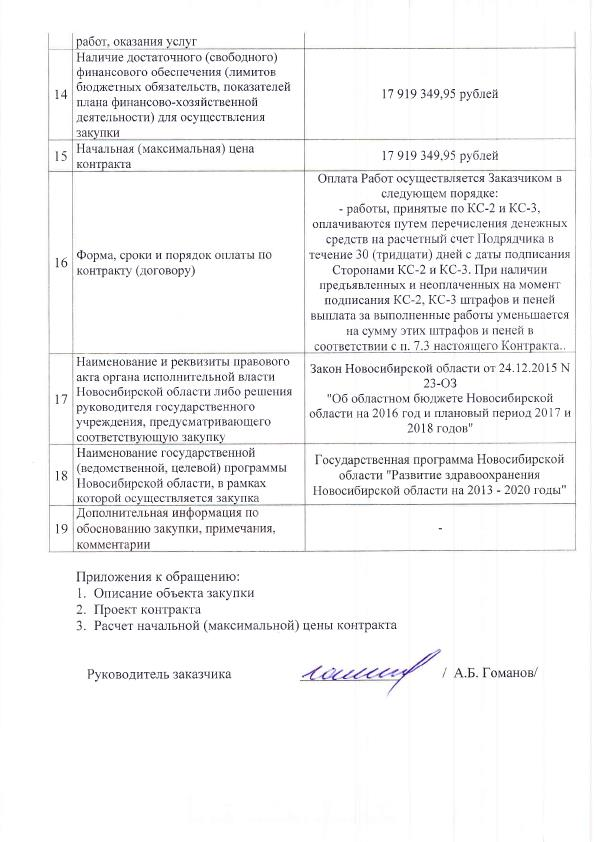 работ, оказания услуг
14
Наличие достаточного (свободного)
финансового обеспечения (лимитов
бюджетных обязательств, показателей
плана финансово-хозяйственной
деятельности) для осуществления
закупки
17 919 349,95 рублей
15
Начальная (максимальная) цена
контракта
17 919 349,95 рублей
16
Форма, сроки и порядок оплаты по
контракту (договору)
Оплата Работ осуществляется Заказчиком в
следующем порядке:
- работы, принятые по КС-2 и КС-3,
оплачиваются путем перечисления денежных
средств на расчетный счет Подрядчика в
течение 30 (тридцати) дней с даты подписания
Сторонами КС-2 и КС-3. При наличии
предъявленных и неоплаченных на момент
подписания КС-2, КС-3 штрафов и пеней
выплата за выполненные работы уменьшается
на сумму этих штрафов и пеней в
соответствии с п. 7.3 настоящего Контракта..
17
Наименование и реквизиты правового
акта органа исполнительной власти
Новосибирской области либо решения
руководителя государственного
учреждения, предусматривающего
соответствующую закупку
Закон Новосибирской области от 24.12.2015 N
23-ОЗ
"Об областном бюджете Новосибирской
области на 2016 год и плановый период 2017 и
2018 годов"
18
Наименование государственной
(ведомственной, целевой) программы
Новосибирской области, в рамках
которой осуществляется закупка
Государственная программа Новосибирской
области "Развитие здравоохранения
Новосибирской области на 2013 - 2020 годы"
19
Дополнительная информация по
обоснованию закупки, примечания,
комментарии
-
Приложения к обращению:
1. Описание объекта закупки
2. Проект контракта
3. Расчет начальной (максимальной) цены контракта
Руководитель заказчика
/ А.Б. Гоманов/